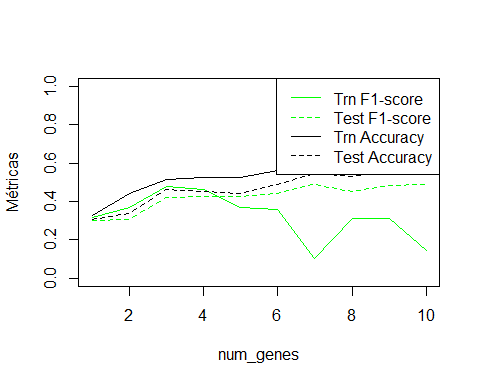 1.0
0.8
0.6
0.4
0.2
0.0
Métricas
Trn F1-score
Test F1-score
Trn Accuracy
Test Accuracy
2 4 6 8 10
num_genes